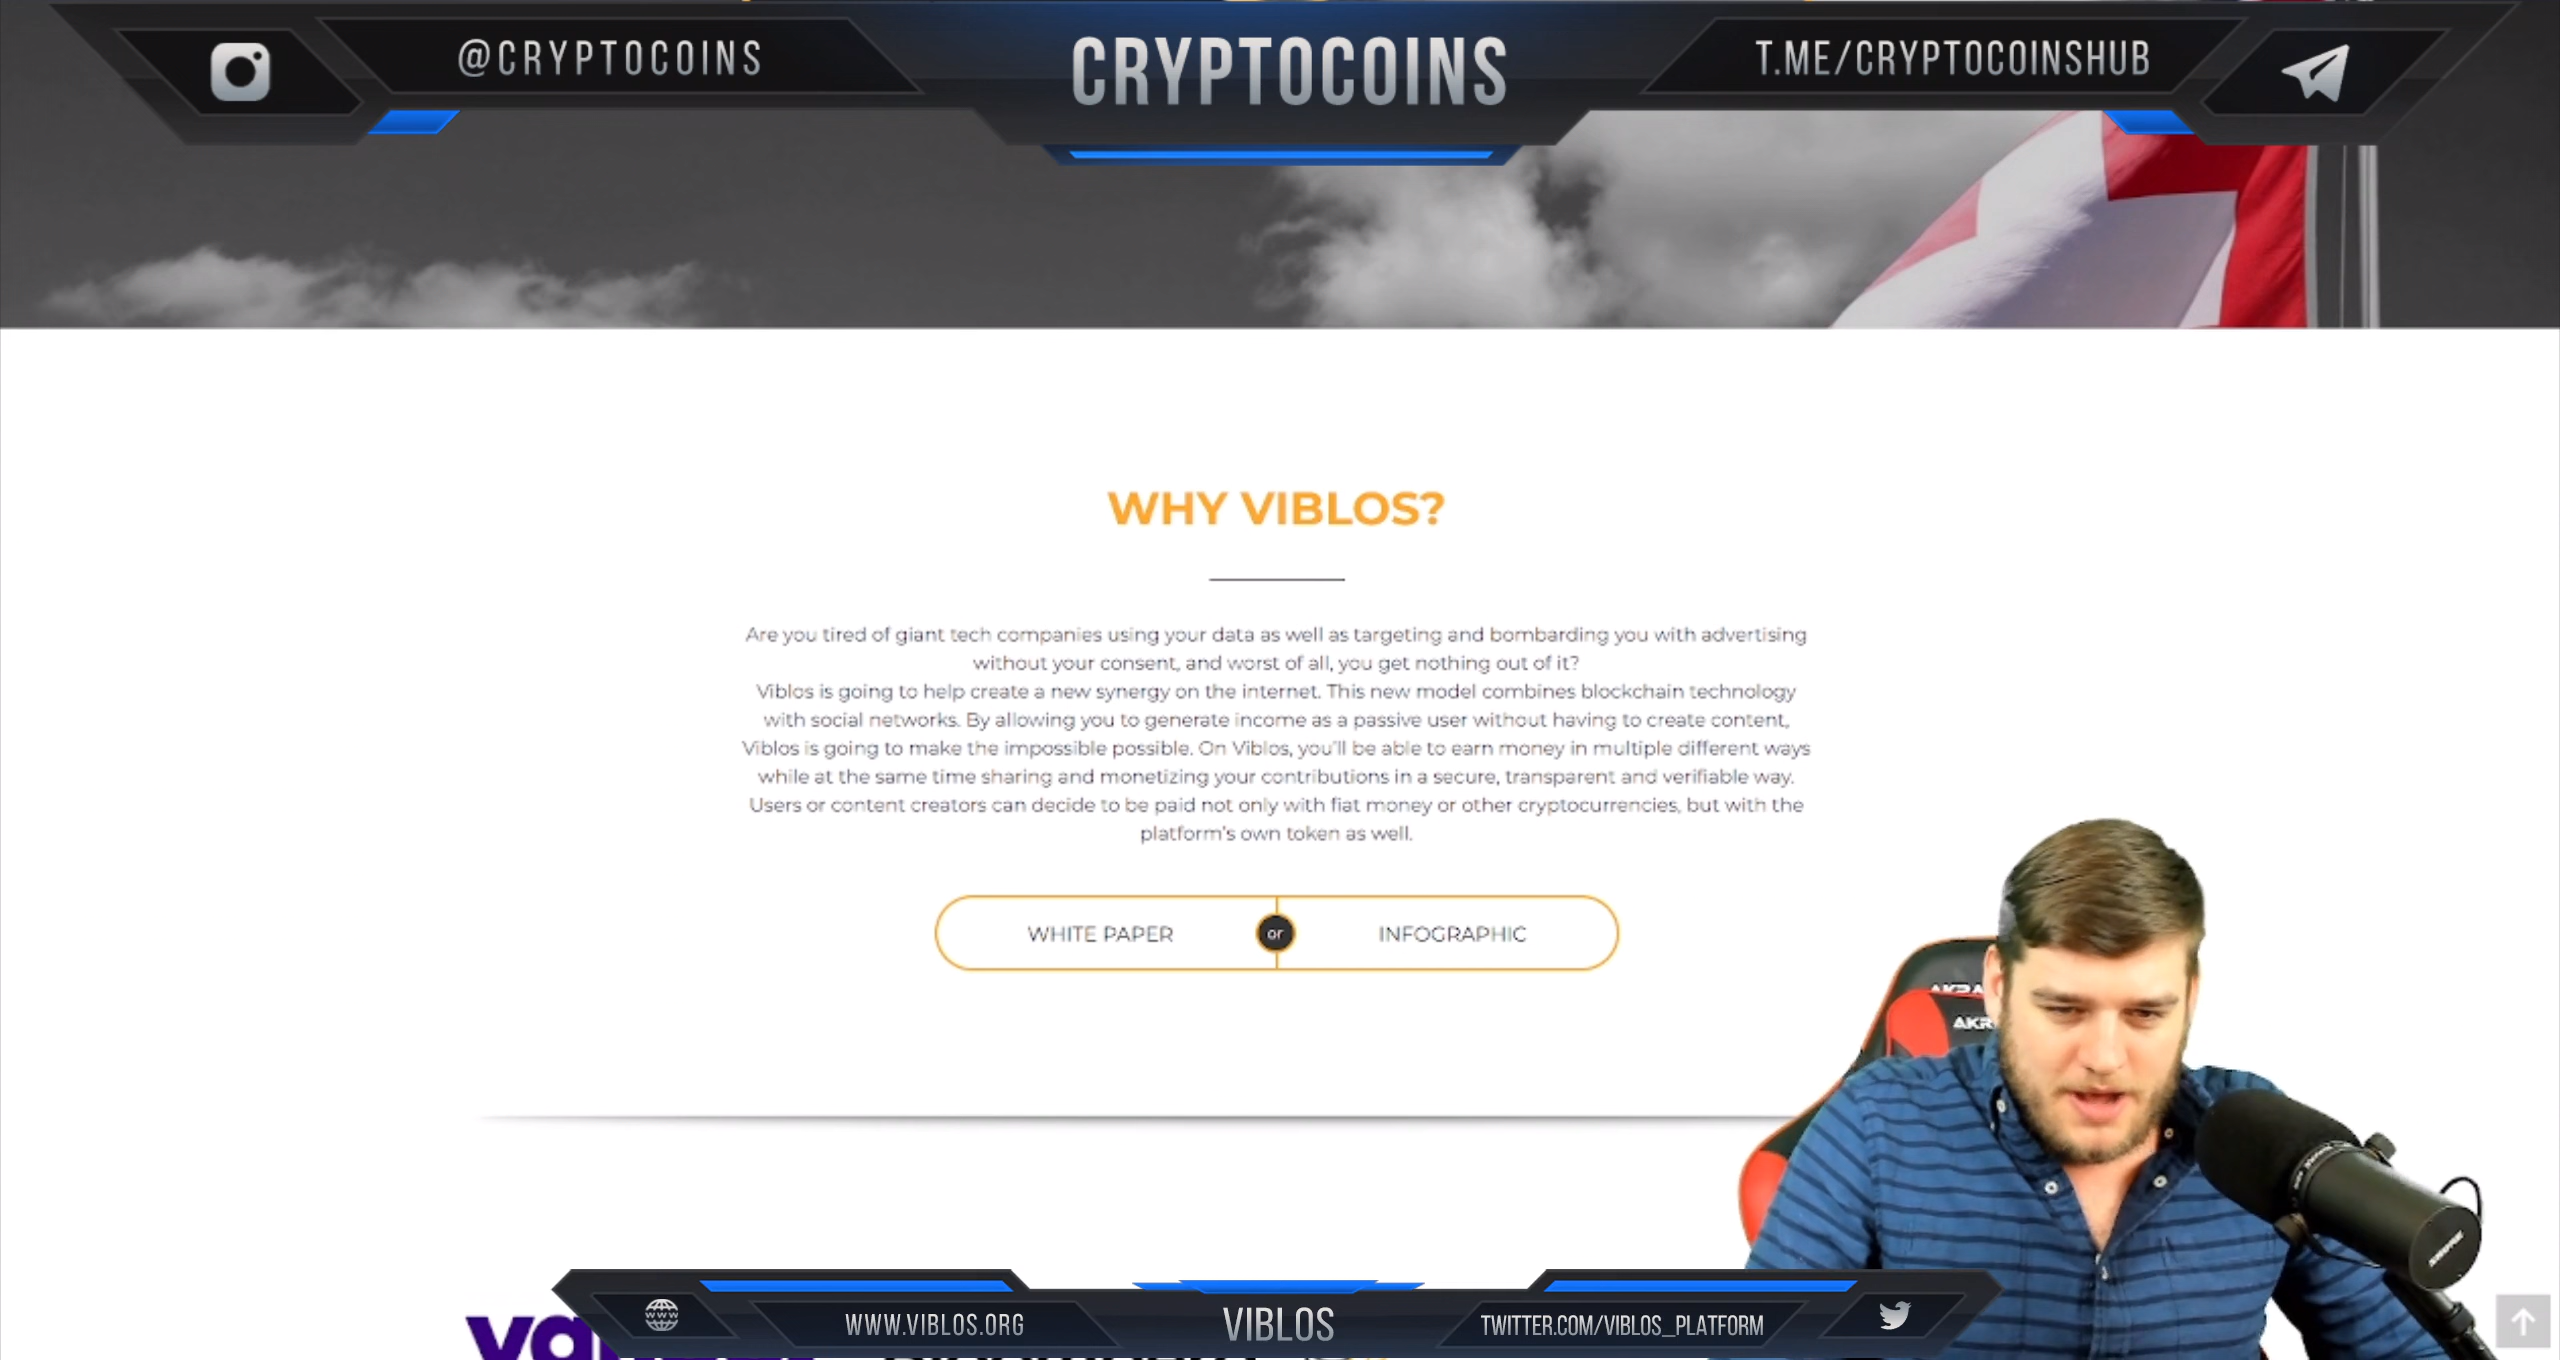 @CRYPTOCOINS
CRYPTOCOINS
T.ME/CRYPTOCOINSHUB
WHY VIBLOS?
Are you tired of giant tech companies using your data as well as targeting and bombarding you with advertising
without your consent, and worst of all, you get nothing out of it?
Viblos is going to help create a new synergy on the internet. This new model combines blockchain technology
with social networks. By allowing you to generate income as a passive user without having to create content,
Viblos is going to make the impossible possible. On Viblos, you'll be able to earn money in multiple different ways
while at the same time sharing and monetizing your contributions in a secure, transparent and verifiable way.
Users or content creators can decide to be paid not only with fiat money or other cryptocurrencies, but with the
platform's own token as well.
WHITE PAPER
or
INFOGRAPHIC
WWW.VIBLOS.ORG
VIBLOS
TWITTER.COM/VIBLOS_PLATFORM